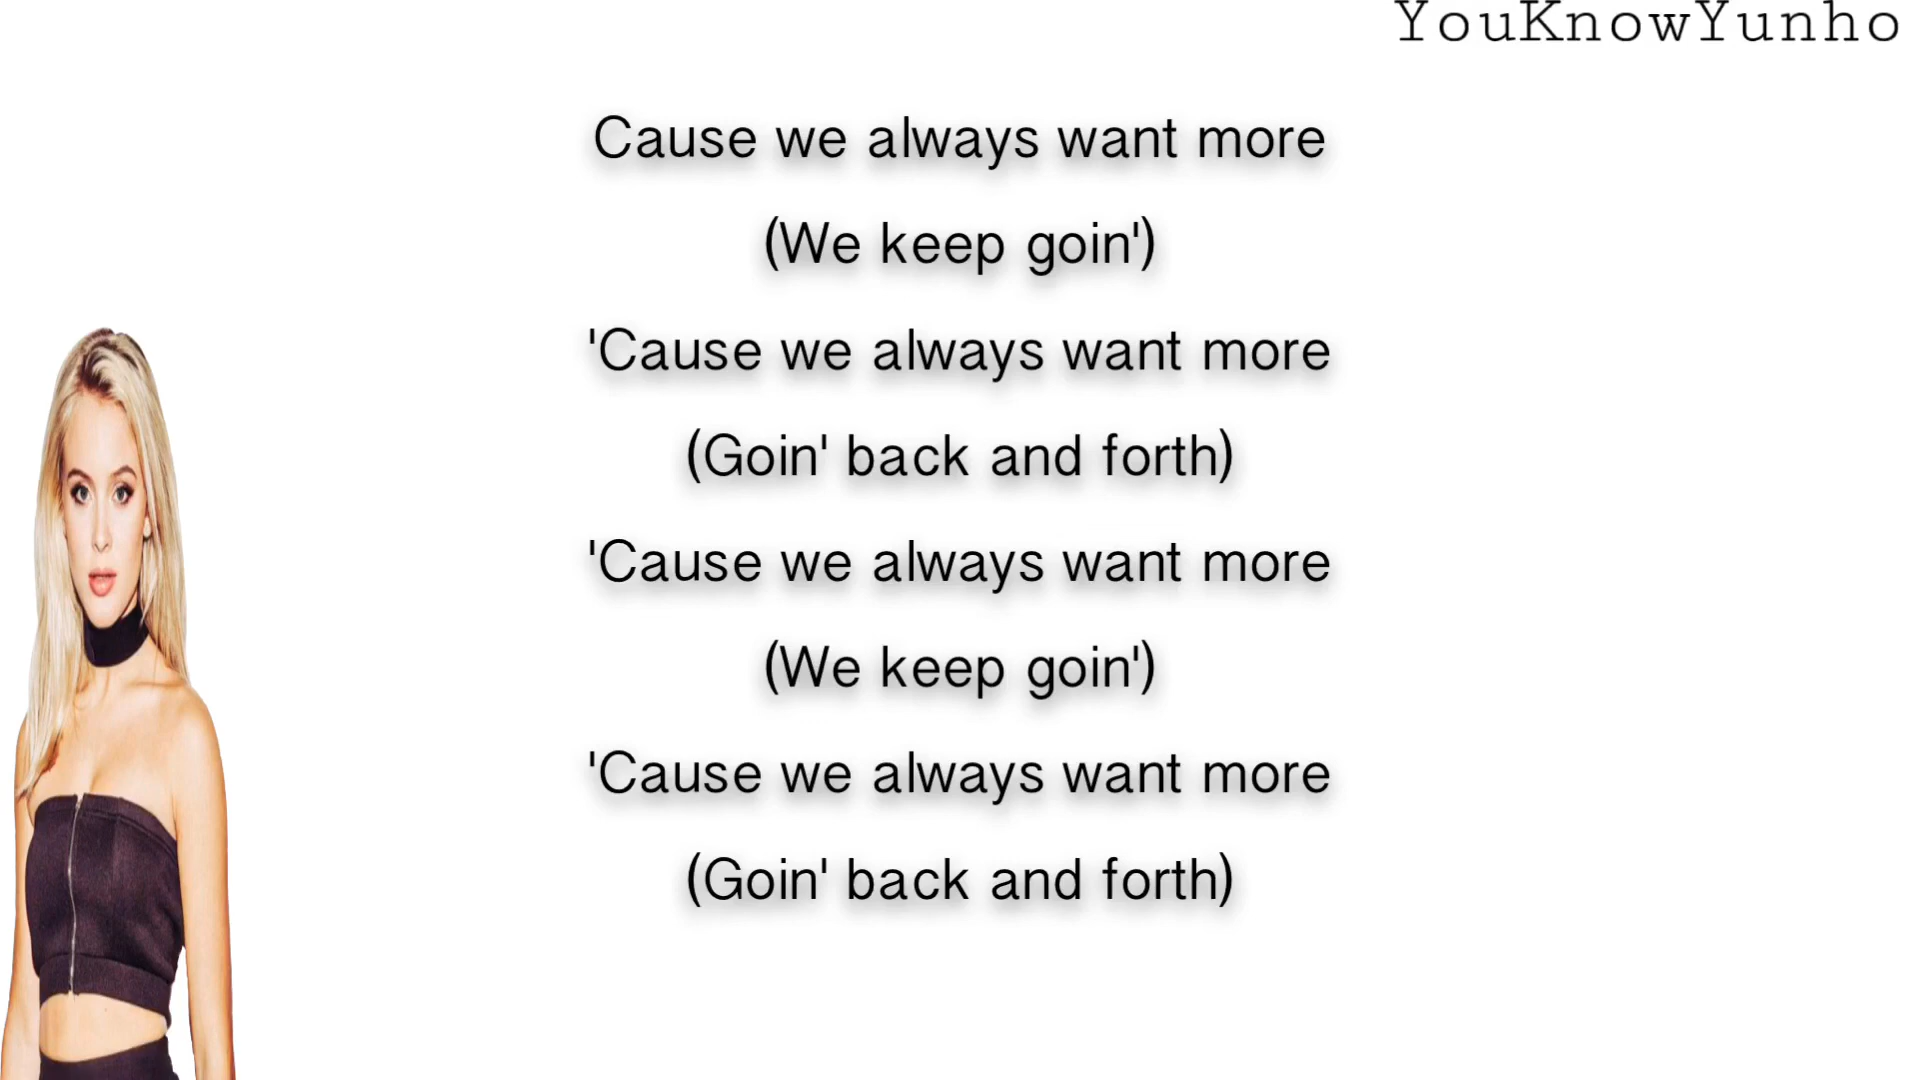 YouKnowYunho
Cause we always want more
(We keep goin')
'Cause we always want more
(Goin' back and forth)
'Cause we always want more
(We keep goin')
'Cause we always want more
(Goin' back and forth)